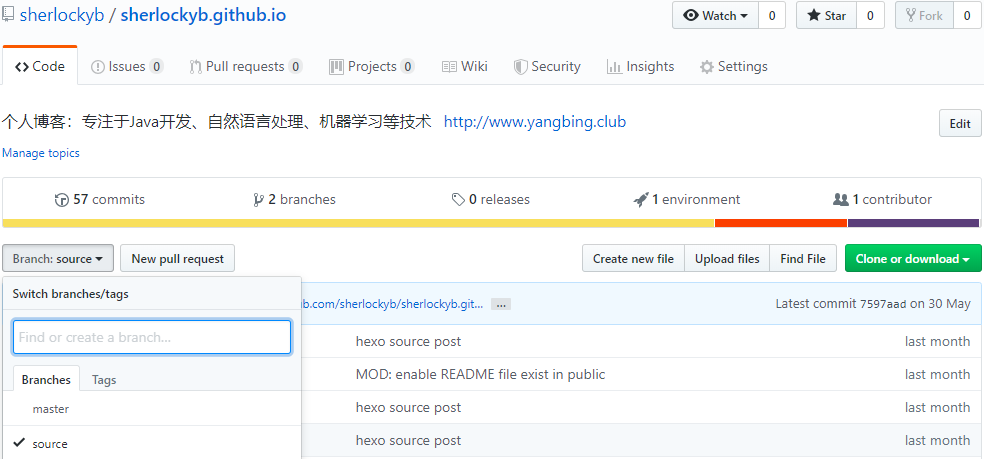 sherlockyb / sherlockyb.github.io
Watch 0 Star 0 Fork 0
Code Issues 0 Pull requests 0 Projects 0 Wiki Security Insights Settings
个人博客：专注于Java开发、自然语言处理、机器学习等技术 http://www.yangbing.club Edit
Manage topics
57 commits 2 branches 0 releases 1 environment 1 contributor
Branch: source New pull request Create new file Upload files Find File Clone or download
Switch branches/tags
b.com/sherlockyb/sherlockyb.git... ... Latest commit 7597aad on 30 May
Find or create a branch...
hexo source post last month
Branches Tags
MOD: enable README file exist in public last month
master
hexo source post last month
source
hexo source post last month